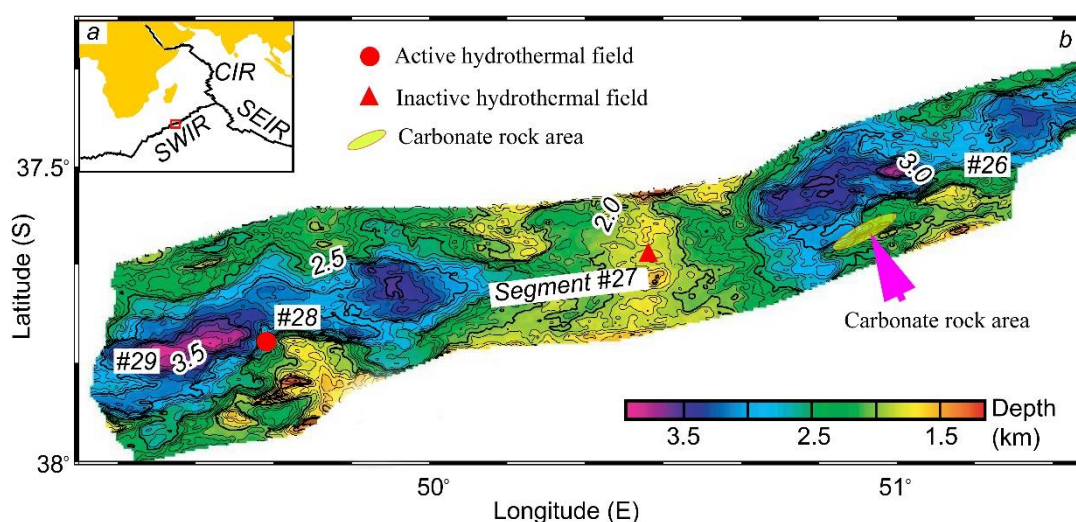 a
CIR
SEIR
SWIR
Active hydrothermal field
Inactive hydrothermal field
Carbonate rock area
b
37.5°
38°
Latitude (S)
3.0
#26
2.0
2.5
Segment #27
#28
#29
3.5
Carbonate rock area
Depth
(km)
3.5
2.5
1.5
50°
51°
Longitude (E)